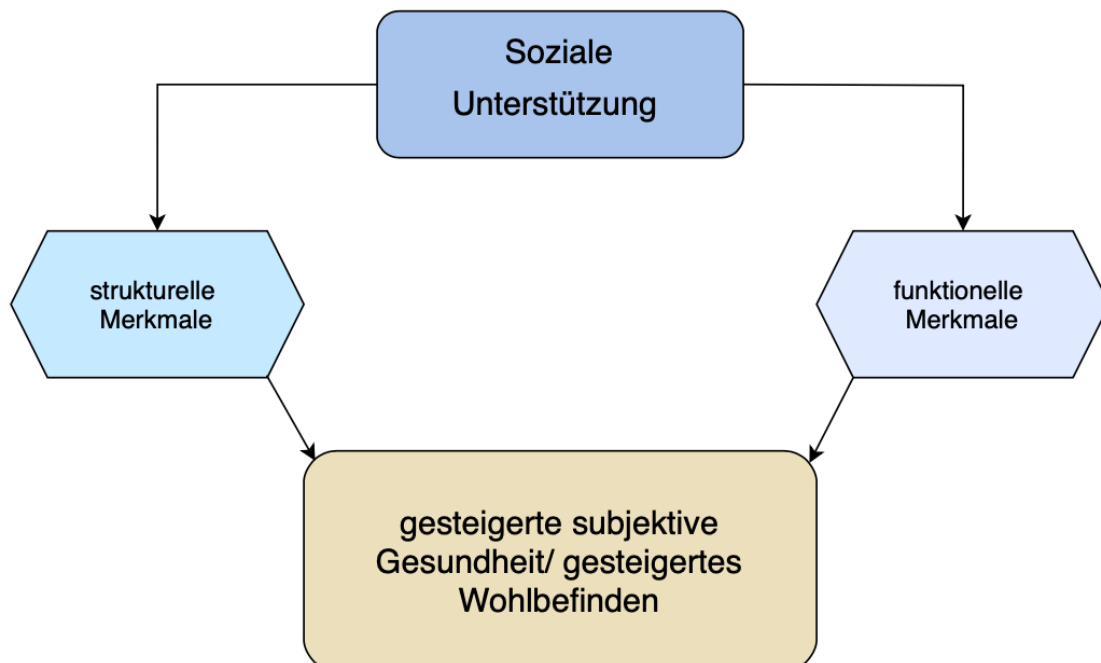 Soziale
Unterstützung
strukturelle
Merkmale
funktionelle
Merkmale
gesteigerte subjektive
Gesundheit/ gesteigertes
Wohlbefinden